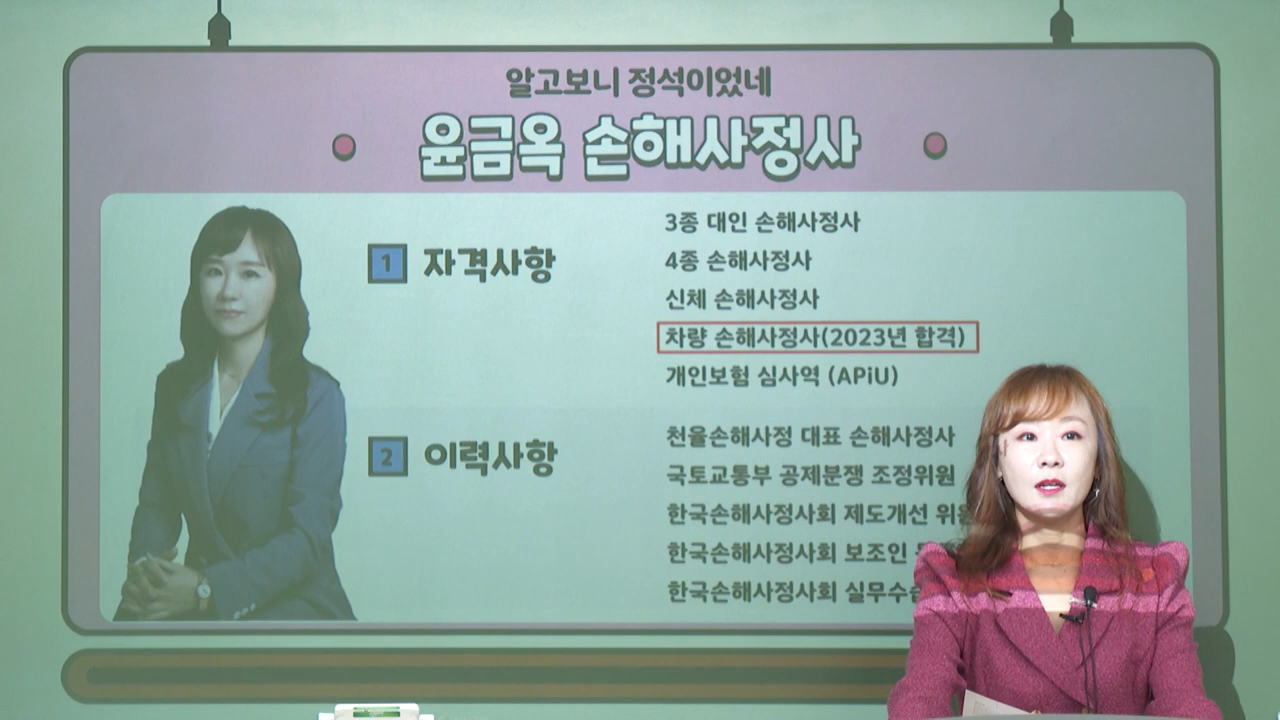 알고보니 정석이었네
윤금옥 손해사정사
1 자격사항
3종 대인 손해사정사
4종 손해사정사
신체 손해사정사
차량 손해사정사(2023년 합격)
개인보험 심사역 (APiU)
2 이력사항
천율손해사정 대표 손해사정사
국토교통부 공제분쟁 조정위원
한국손해사정사회 제도개선
한국손해사정사회 보조인
한국손해사정사회